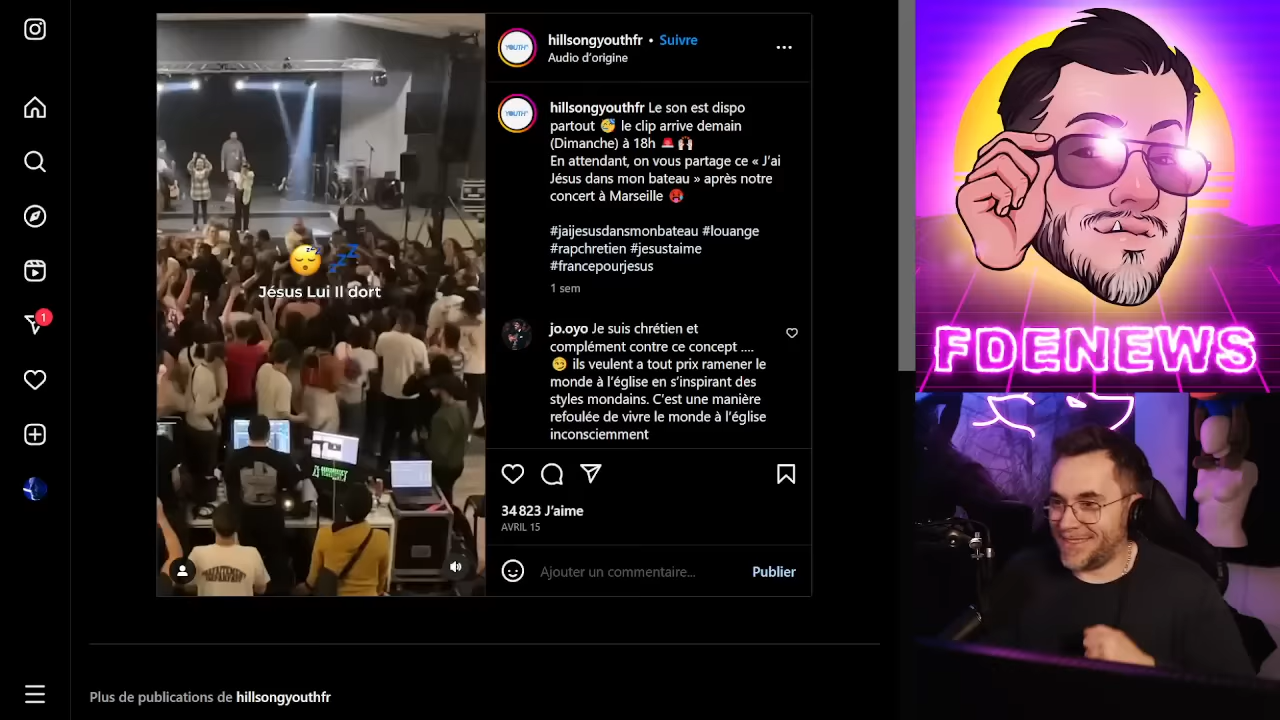 hillsongyouthfr • Suivre
Audio d'origine
hillsongyouthfr Le son est dispo
partout 😴 le clip arrive demain
(Dimanche) à 18h 🚨
En attendant, on vous partage ce « J'ai
Jésus dans mon bateau » après notre
concert à Marseille 🥵
#jaijesusdansmonbateau #louange
#rapchretien #jesustaime
#francepourjesus
1 sem
jo.oyo Je suis chrétien et
complément contre ce concept ....
😏 ils veulent a tout prix ramener le
monde à l'église en s'inspirant des
styles mondains. C'est une manière
refoulée de vivre le monde à l'église
inconsciemment
34 823 J'aime
AVRIL 15
Ajouter un commentaire... Publier
😴 💤
Jésus Lui Il dort
YOUTH
YOUTH
1
Plus de publications de hillsongyouthfr
FDENEWS